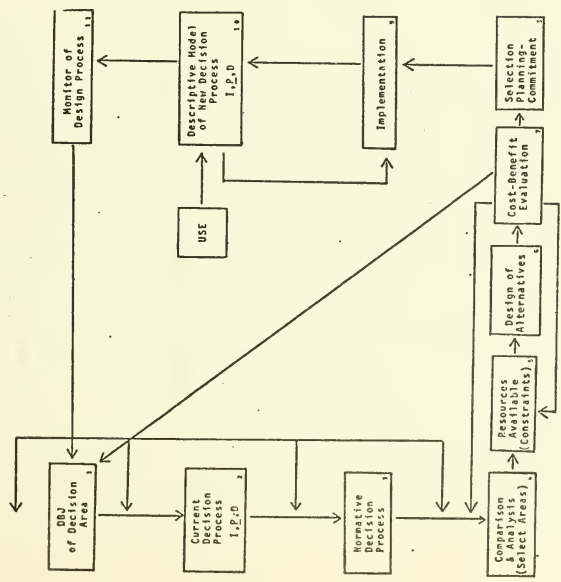 DBJ
of Decision
Area
1
Current
Decision
Process
I,P,D
2
Normative
Decision
Process
3
Comparison
& Analysis
(Select Areas)
4
Resources
Available
(Constraints)
5
Design of
Alternatives
6
Cost-Benefit
Evaluation
7
Selection
Planning-
Commitment
Implementation
9
USE
Descriptive Model
of New Decision
Process
I,P,D
10
Monitor of
Design Process
11